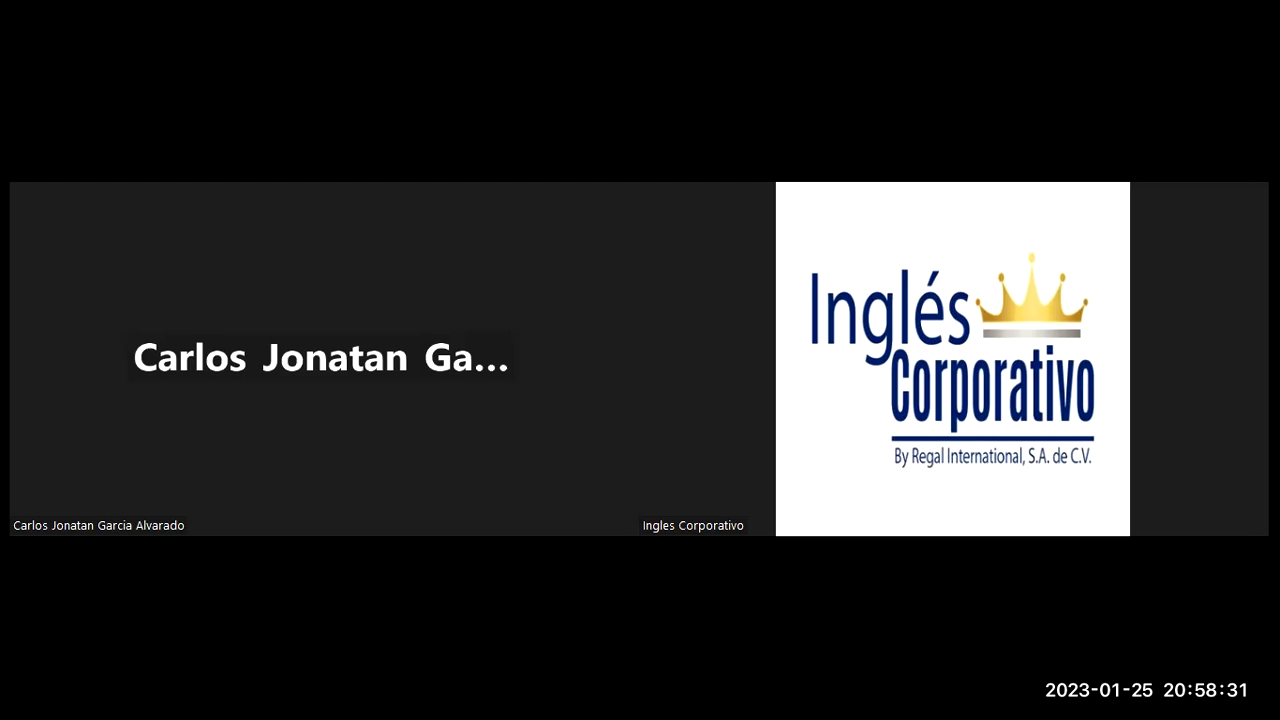 Carlos Jonatan Ga...
Carlos Jonatan Garcia Alvarado
Ingles Corporativo
Inglés
Corporativo
By Regal International, S.A. de C.V.
2023-01-25 20:58:31